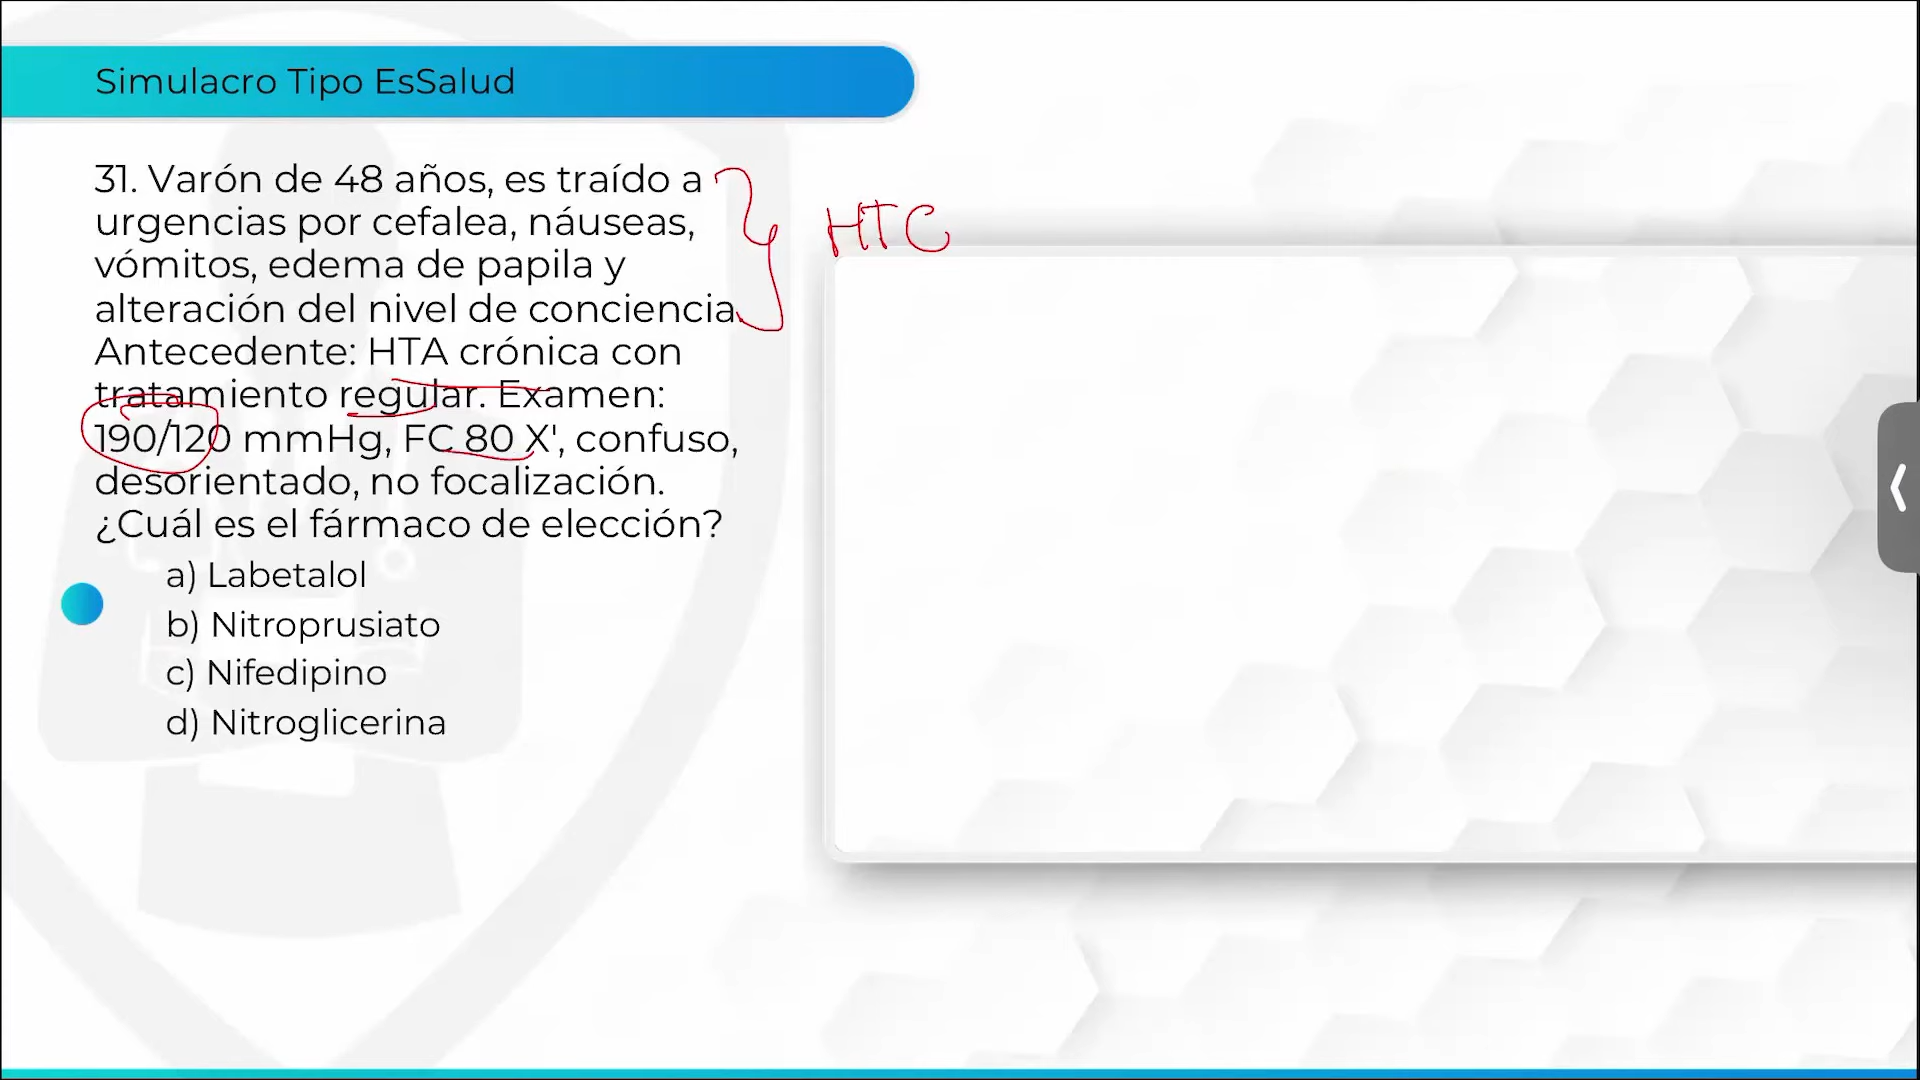 Simulacro Tipo EsSalud
31. Varón de 48 años, es traído a
urgencias por cefalea, náuseas,
vómitos, edema de papila y
alteración del nivel de conciencia.
Antecedente: HTA crónica con
tratamiento regular. Examen:
190/120 mmHg, FC 80 X', confuso,
desorientado, no focalización.
¿Cuál es el fármaco de elección?
a) Labetalol
b) Nitroprusiato
c) Nifedipino
d) Nitroglicerina
HTC